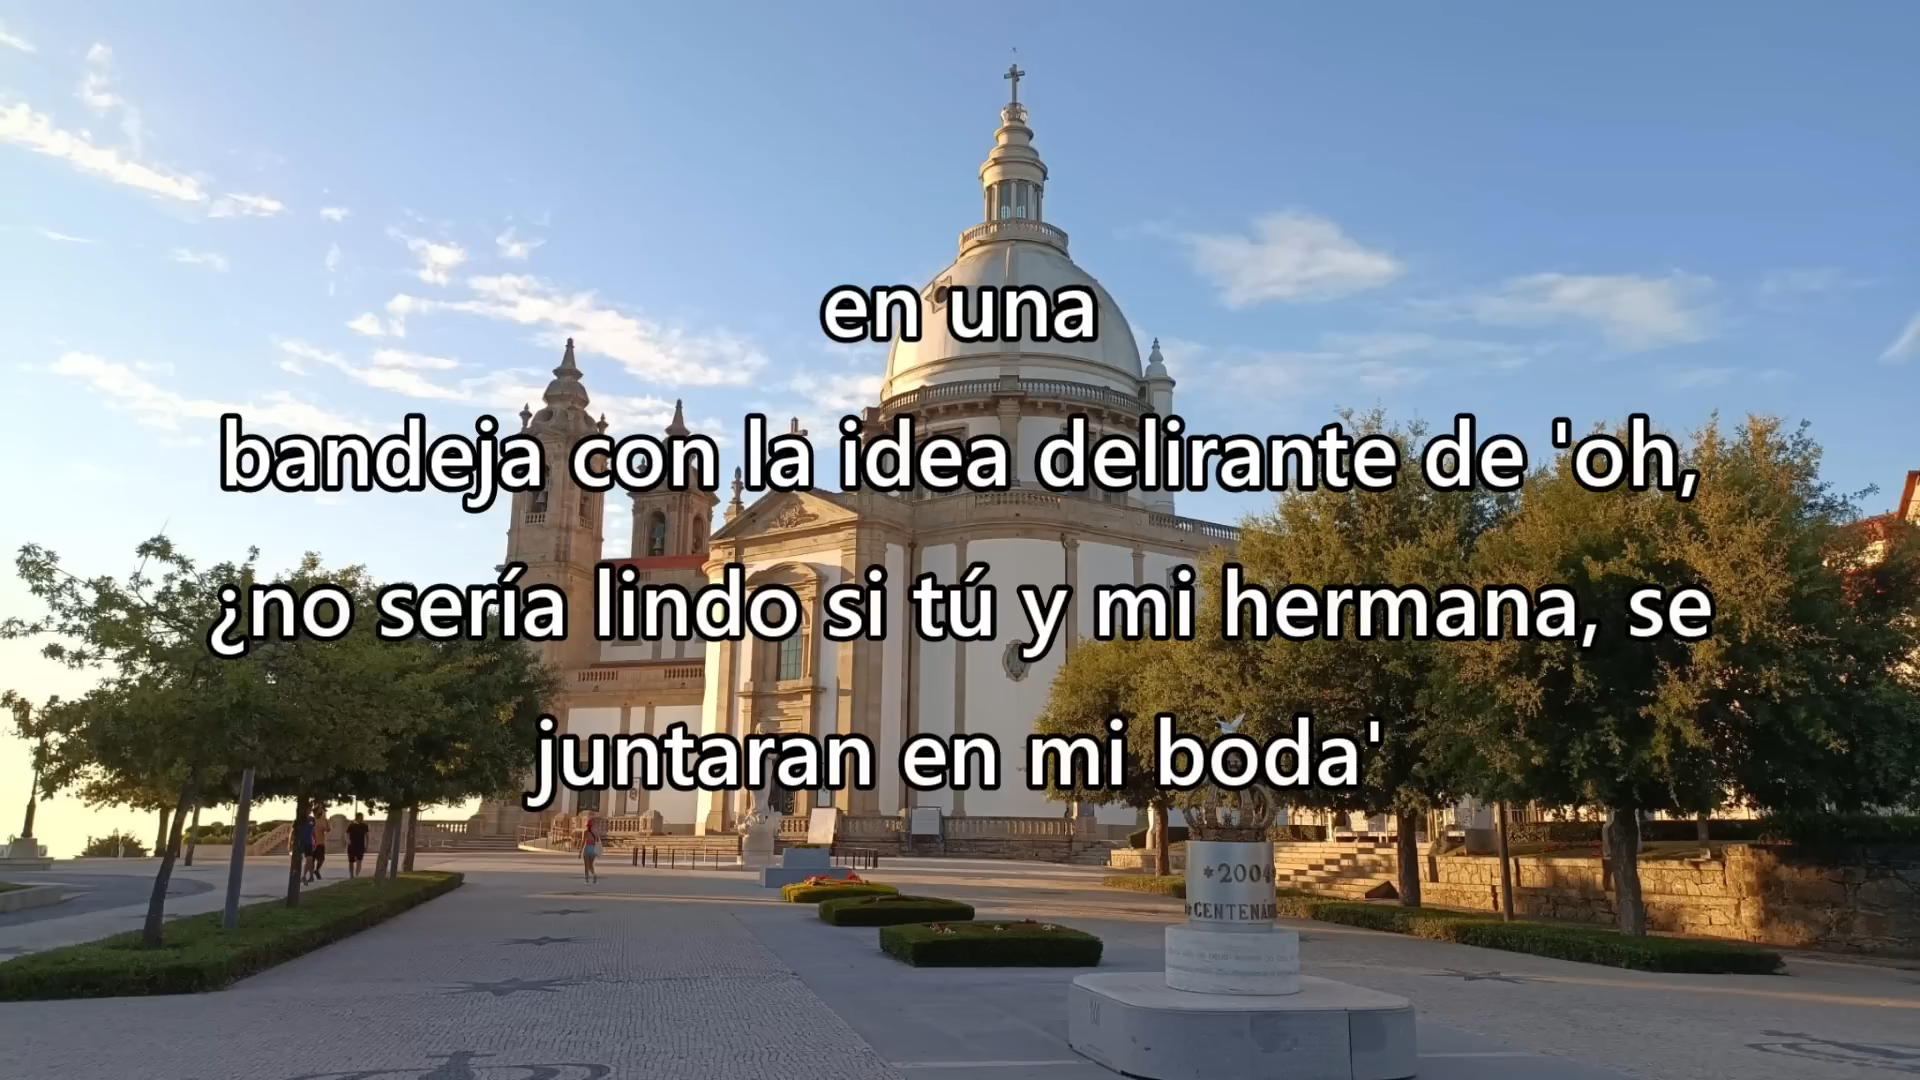 en una
bandeja con la idea delirante de 'oh,
¿no sería lindo si tú y mi hermana, se
juntaran en mi boda'
*2004
CENTENÁ